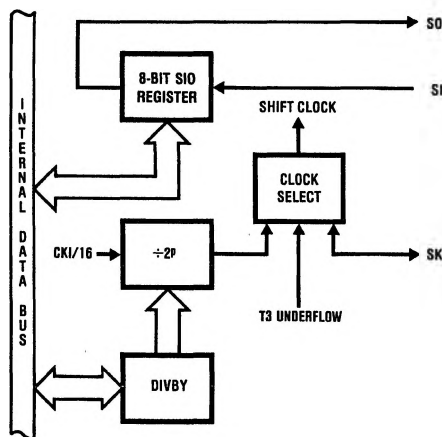 SO
8-BIT SIO
REGISTER
SI
SHIFT CLOCK
INTERNAL DATA BUS
CLOCK
SELECT
CKI/16
÷2ᵖ
SK
T3 UNDERFLOW
DIVBY